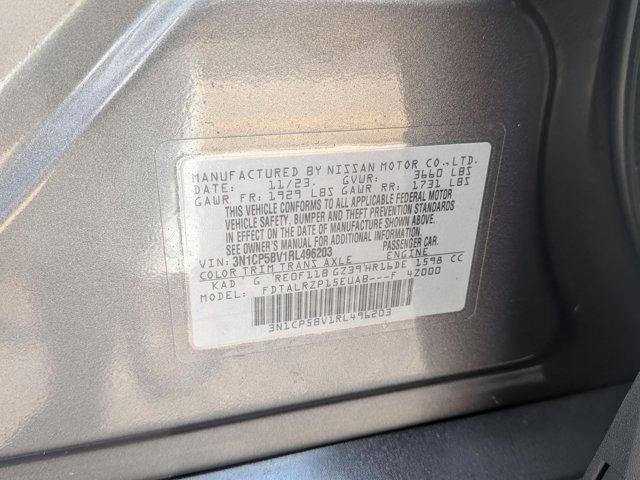 MANUFACTURED BY NISSAN MOTOR CO., LTD.
DATE: 11/23. GVWR: 3660 LBS
GAWR FR: 1929 LBS GAWR RR: 1731 LBS
THIS VEHICLE CONFORMS TO ALL APPLICABLE FEDERAL MOTOR
VEHICLE SAFETY, BUMPER AND THEFT PREVENTION STANDARDS
IN EFFECT ON THE DATE OF MANUFACTURE SHOWN ABOVE.
SEE OWNER'S MANUAL FOR ADDITIONAL INFORMATION
VIN: 3N1CP5BV1RL496203 PASSENGER CAR.
COLOR TRIM TRANS AXLE ENGINE
KAD G RE0F11B GZ39 HR16DE 1598 CC
MODEL: FDTALRZP15EUAB---F 4Z000
3N1CP5BV1RL496203